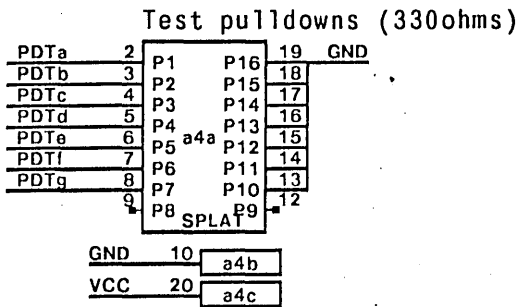 Test pulldowns (330ohms)
PDTa 2 P1 P16 19 GND
PDTb 3 P2 P15 18
PDTc 4 P3 P14 17
PDTd 5 P4 P13 16
PDTe 6 P5 a4a P12 15
PDTf 7 P6 P11 14
PDTg 8 P7 P10 13
9 P8 P9 12
SPLAT
GND 10 a4b
VCC 20 a4c